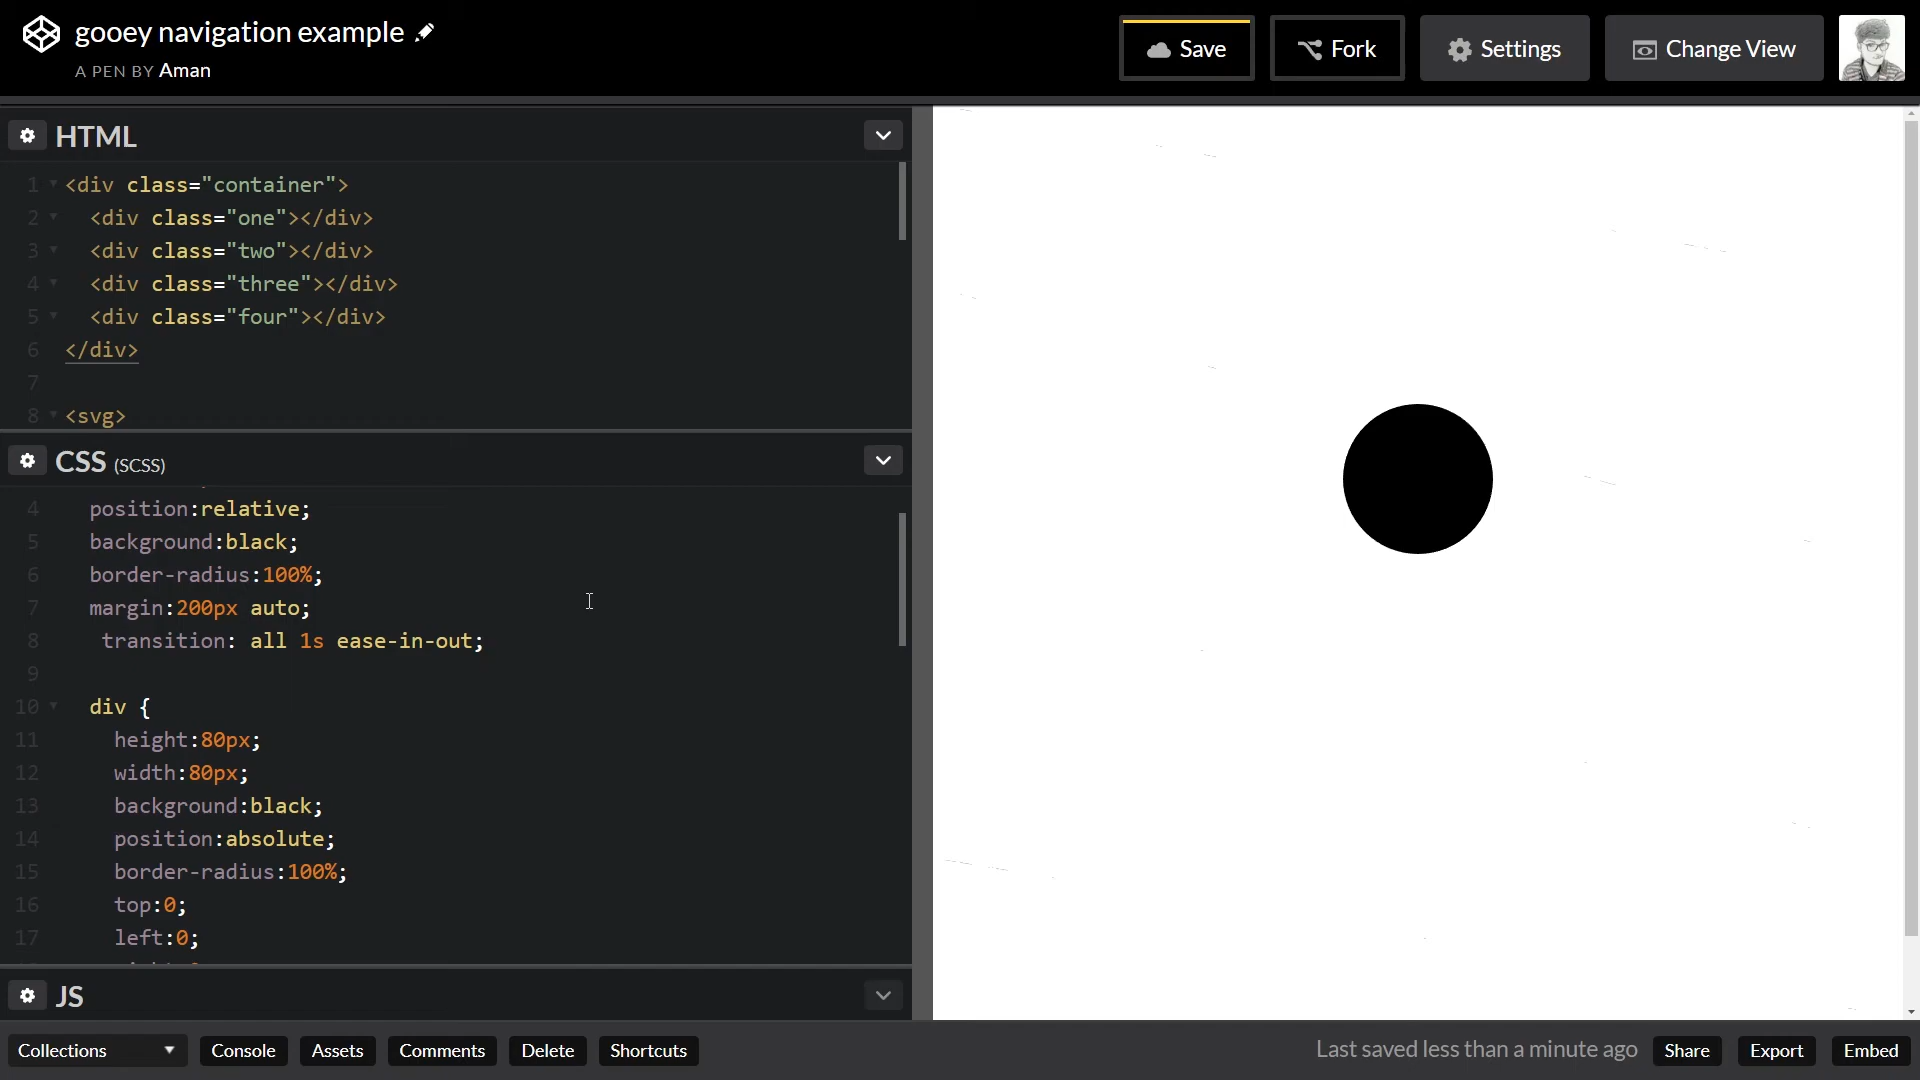 gooey navigation example
A PEN BY Aman
Save
Fork
Settings
Change View
HTML
1 <div class="container">
2 <div class="one"></div>
3 <div class="two"></div>
4 <div class="three"></div>
5 <div class="four"></div>
6 </div>
7
8 <svg>
CSS (SCSS)
4 position:relative;
5 background:black;
6 border-radius:100%;
7 margin:200px auto;
8 transition: all 1s ease-in-out;
9
10 div {
11 height:80px;
12 width:80px;
13 background:black;
14 position:absolute;
15 border-radius:100%;
16 top:0;
17 left:0;
JS
Collections
Console
Assets
Comments
Delete
Shortcuts
Last saved less than a minute ago
Share
Export
Embed